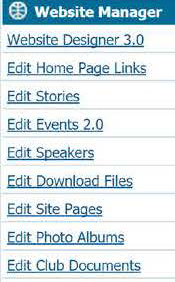 Website Manager
Website Designer 3.0
Edit Home Page Links
Edit Stories
Edit Events 2.0
Edit Speakers
Edit Download Files
Edit Site Pages
Edit Photo Albums
Edit Club Documents